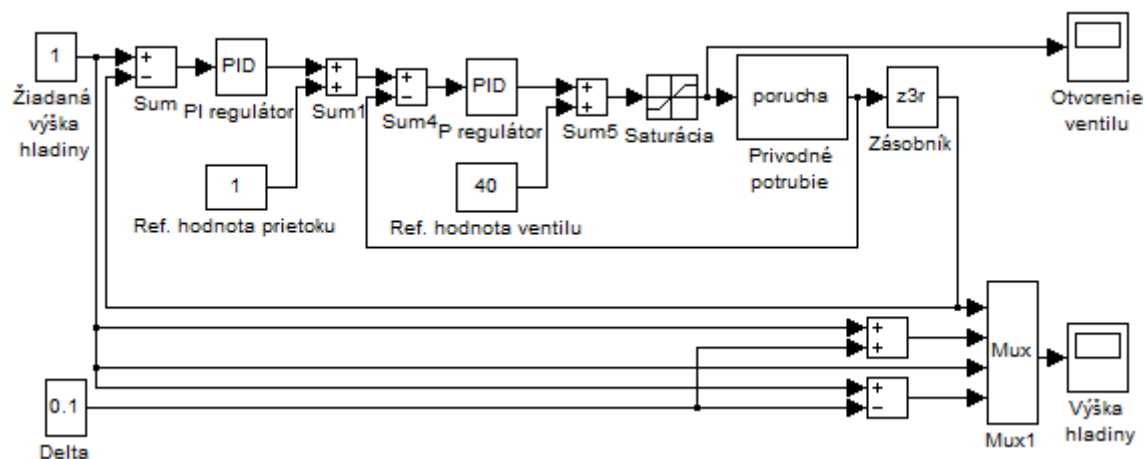 1
Žiadaná
výška
hladiny
+
−
Sum
PID
PI regulátor
+
+
Sum1
1
Ref. hodnota prietoku
+
−
Sum4
PID
P regulátor
+
+
Sum5
40
Ref. hodnota ventilu
Saturácia
porucha
Privodné
potrubie
z3r
Zásobník
Otvorenie
ventilu
+
+
+
−
0.1
Delta
Mux
Mux1
Výška
hladiny